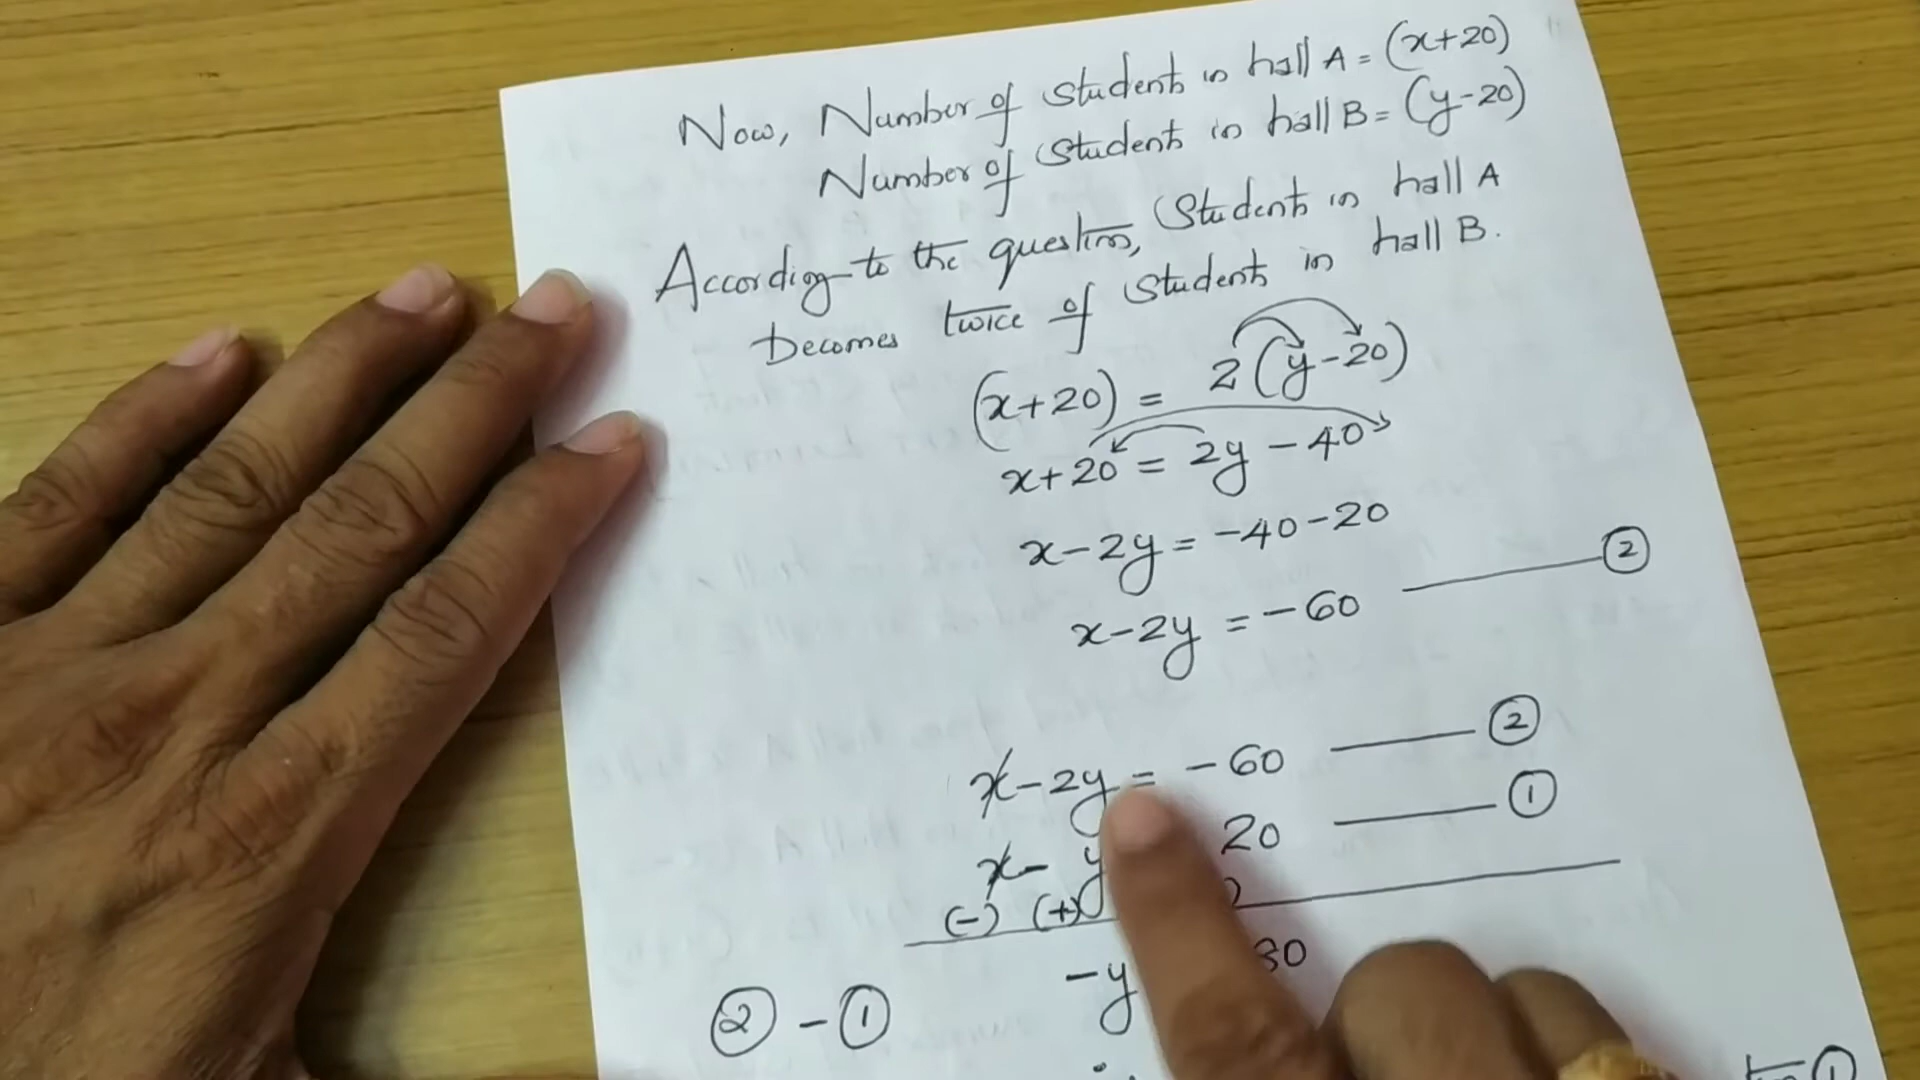 Now, Number of students in hall A = (x+20)
Number of students in hall B = (y-20)
According to the question, Students in hall A
becomes twice of students in hall B.
(x+20) = 2(y-20)
x+20 = 2y - 40
x-2y = -40-20
x-2y = -60 ②
x-2y = -60 ②
x- y 20 ①
(-) (+)
-y 80
② - ①
①